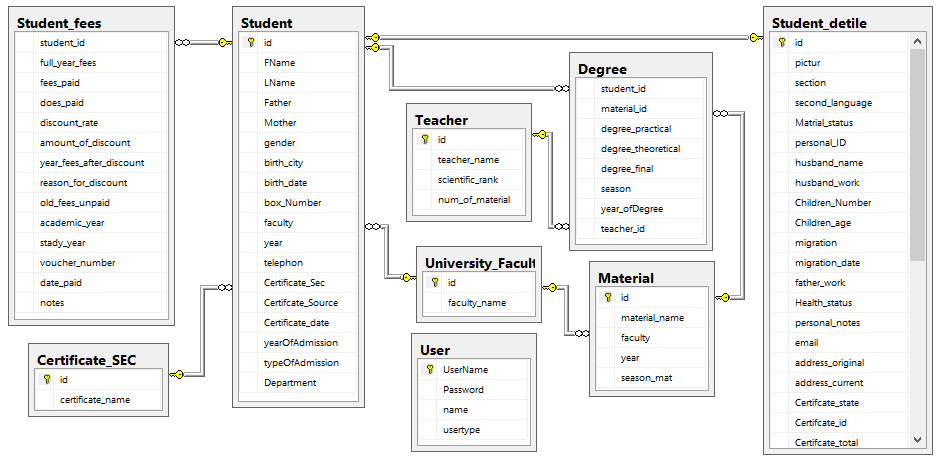 Student_fees
student_id
full_year_fees
fees_paid
does_paid
discount_rate
amount_of_discount
year_fees_after_discount
reason_for_discount
old_fees_unpaid
academic_year
stady_year
voucher_number
date_paid
notes
Certificate_SEC
id
certificate_name
Student
id
FName
LName
Father
Mother
gender
birth_city
birth_date
box_Number
faculty
year
telephon
Certificate_Sec
Certifcate_Source
Certificate_date
yearOfAdmission
typeOfAdmission
Department
Teacher
id
teacher_name
scientific_rank
num_of_material
University_Facult
id
faculty_name
User
UserName
Password
name
usertype
Degree
student_id
material_id
degree_practical
degree_theoretical
degree_final
season
year_ofDegree
teacher_id
Material
id
material_name
faculty
year
season_mat
Student_detile
id
pictur
section
second_language
Matrial_status
personal_ID
husband_name
husband_work
Children_Number
Children_age
migration
migration_date
father_work
Health_status
personal_notes
email
address_original
address_current
Certifcate_state
Certifcate_id
Certifcate_total